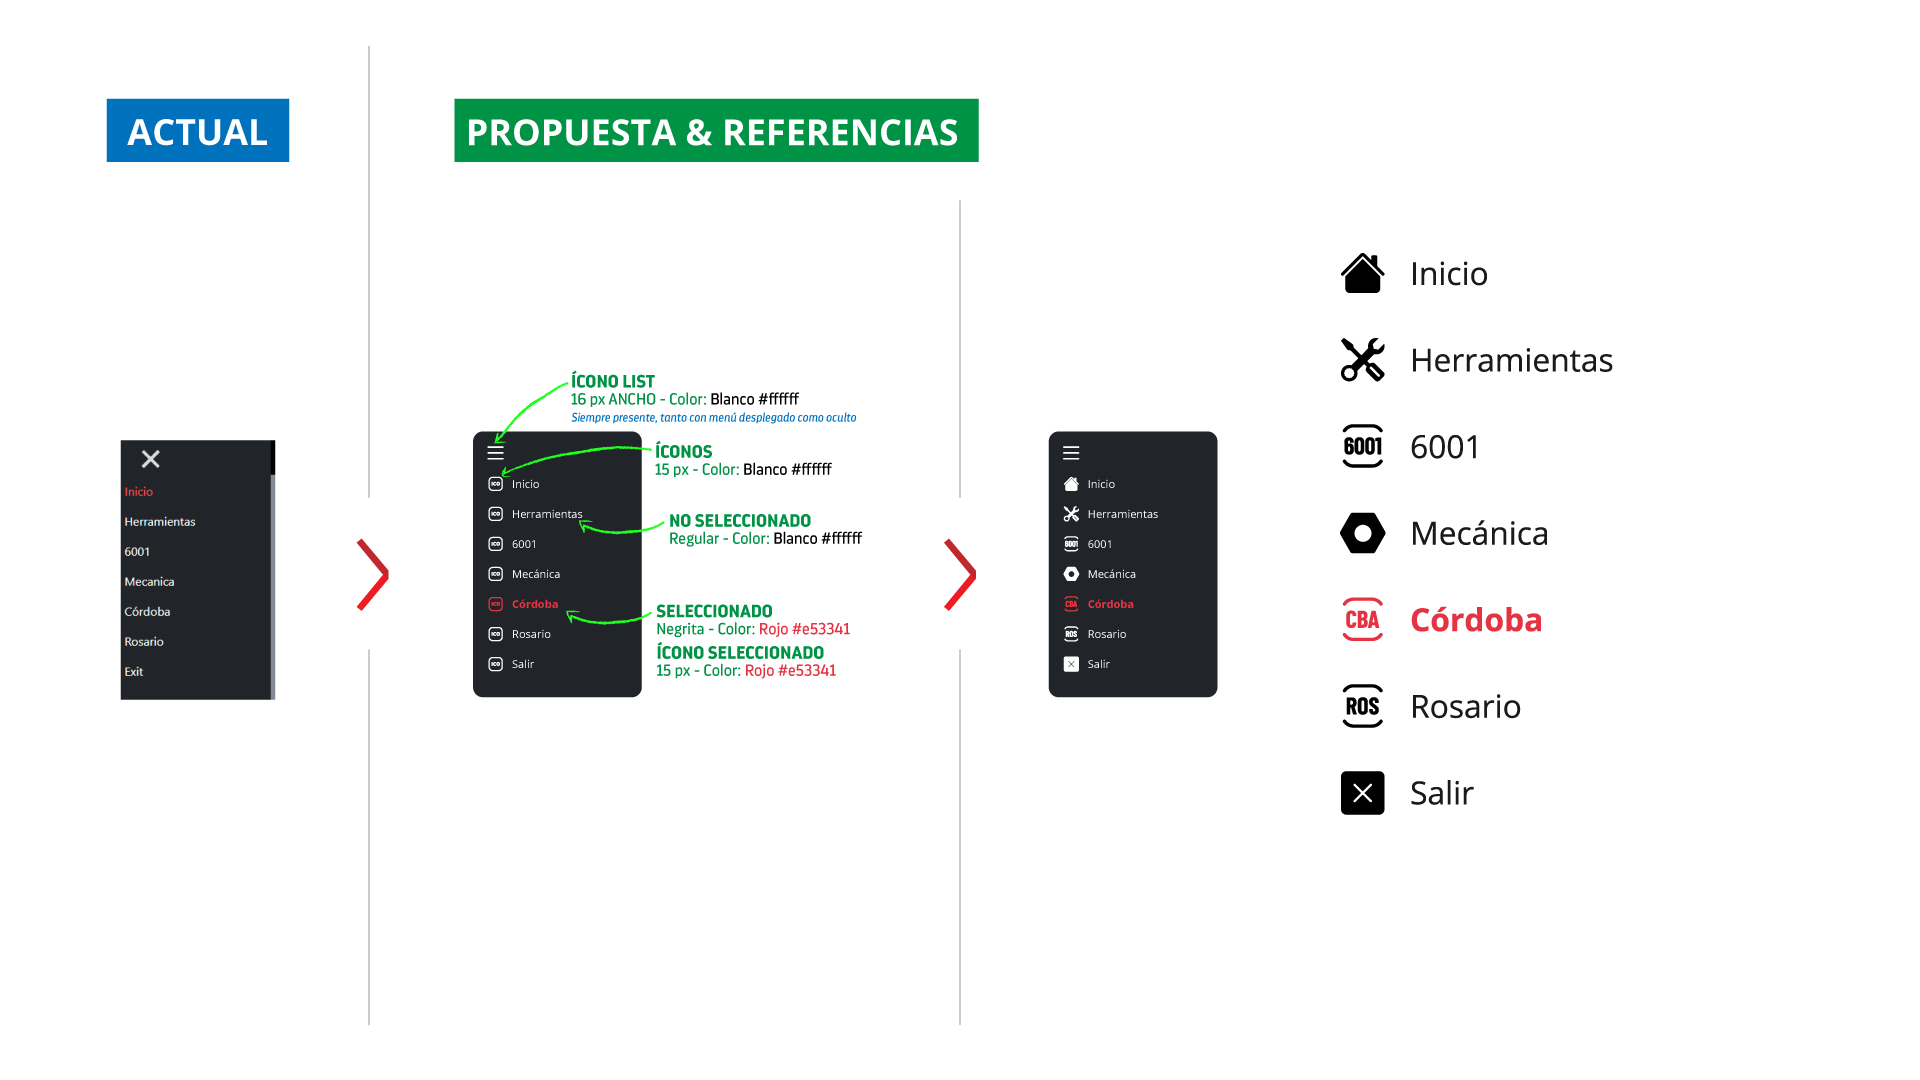 ACTUAL
Inicio
Herramientas
6001
Mecanica
Córdoba
Rosario
Exit
PROPUESTA & REFERENCIAS
ÍCONO LIST
16 px ANCHO - Color: Blanco #ffffff
Siempre presente, tanto con menú desplegado como oculto
ÍCONOS
15 px - Color: Blanco #ffffff
NO SELECCIONADO
Regular - Color: Blanco #ffffff
SELECCIONADO
Negrita - Color: Rojo #e53341
ÍCONO SELECCIONADO
15 px - Color: Rojo #e53341
ICO Inicio
ICO Herramientas
ICO 6001
ICO Mecánica
ICO Córdoba
ICO Rosario
ICO Salir
Inicio
Herramientas
6001 6001
Mecánica
CBA Córdoba
ROS Rosario
Salir
Inicio
Herramientas
6001 6001
Mecánica
CBA Córdoba
ROS Rosario
Salir